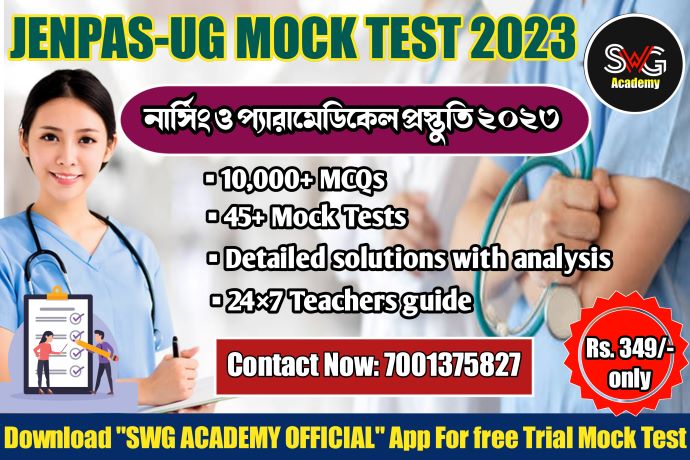 JENPAS-UG MOCK TEST 2023
SWG
Academy
নার্সিং ও প্যারামেডিকেল প্রস্তুতি ২০২৩
▪ 10,000+ MCQs
▪ 45+ Mock Tests
▪ Detailed solutions with analysis
▪ 24×7 Teachers guide
Contact Now: 7001375827
Rs. 349/-
only
Download "SWG ACADEMY OFFICIAL" App For free Trial Mock Test